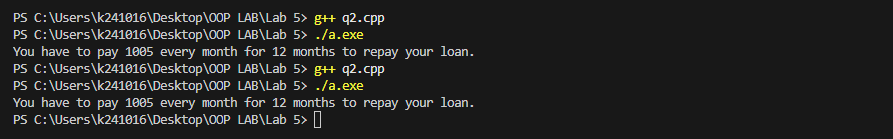 PS C:\Users\k241016\Desktop\OOP LAB\Lab 5> g++ q2.cpp
PS C:\Users\k241016\Desktop\OOP LAB\Lab 5> ./a.exe
You have to pay 1005 every month for 12 months to repay your loan.
PS C:\Users\k241016\Desktop\OOP LAB\Lab 5> g++ q2.cpp
PS C:\Users\k241016\Desktop\OOP LAB\Lab 5> ./a.exe
You have to pay 1005 every month for 12 months to repay your loan.
PS C:\Users\k241016\Desktop\OOP LAB\Lab 5>